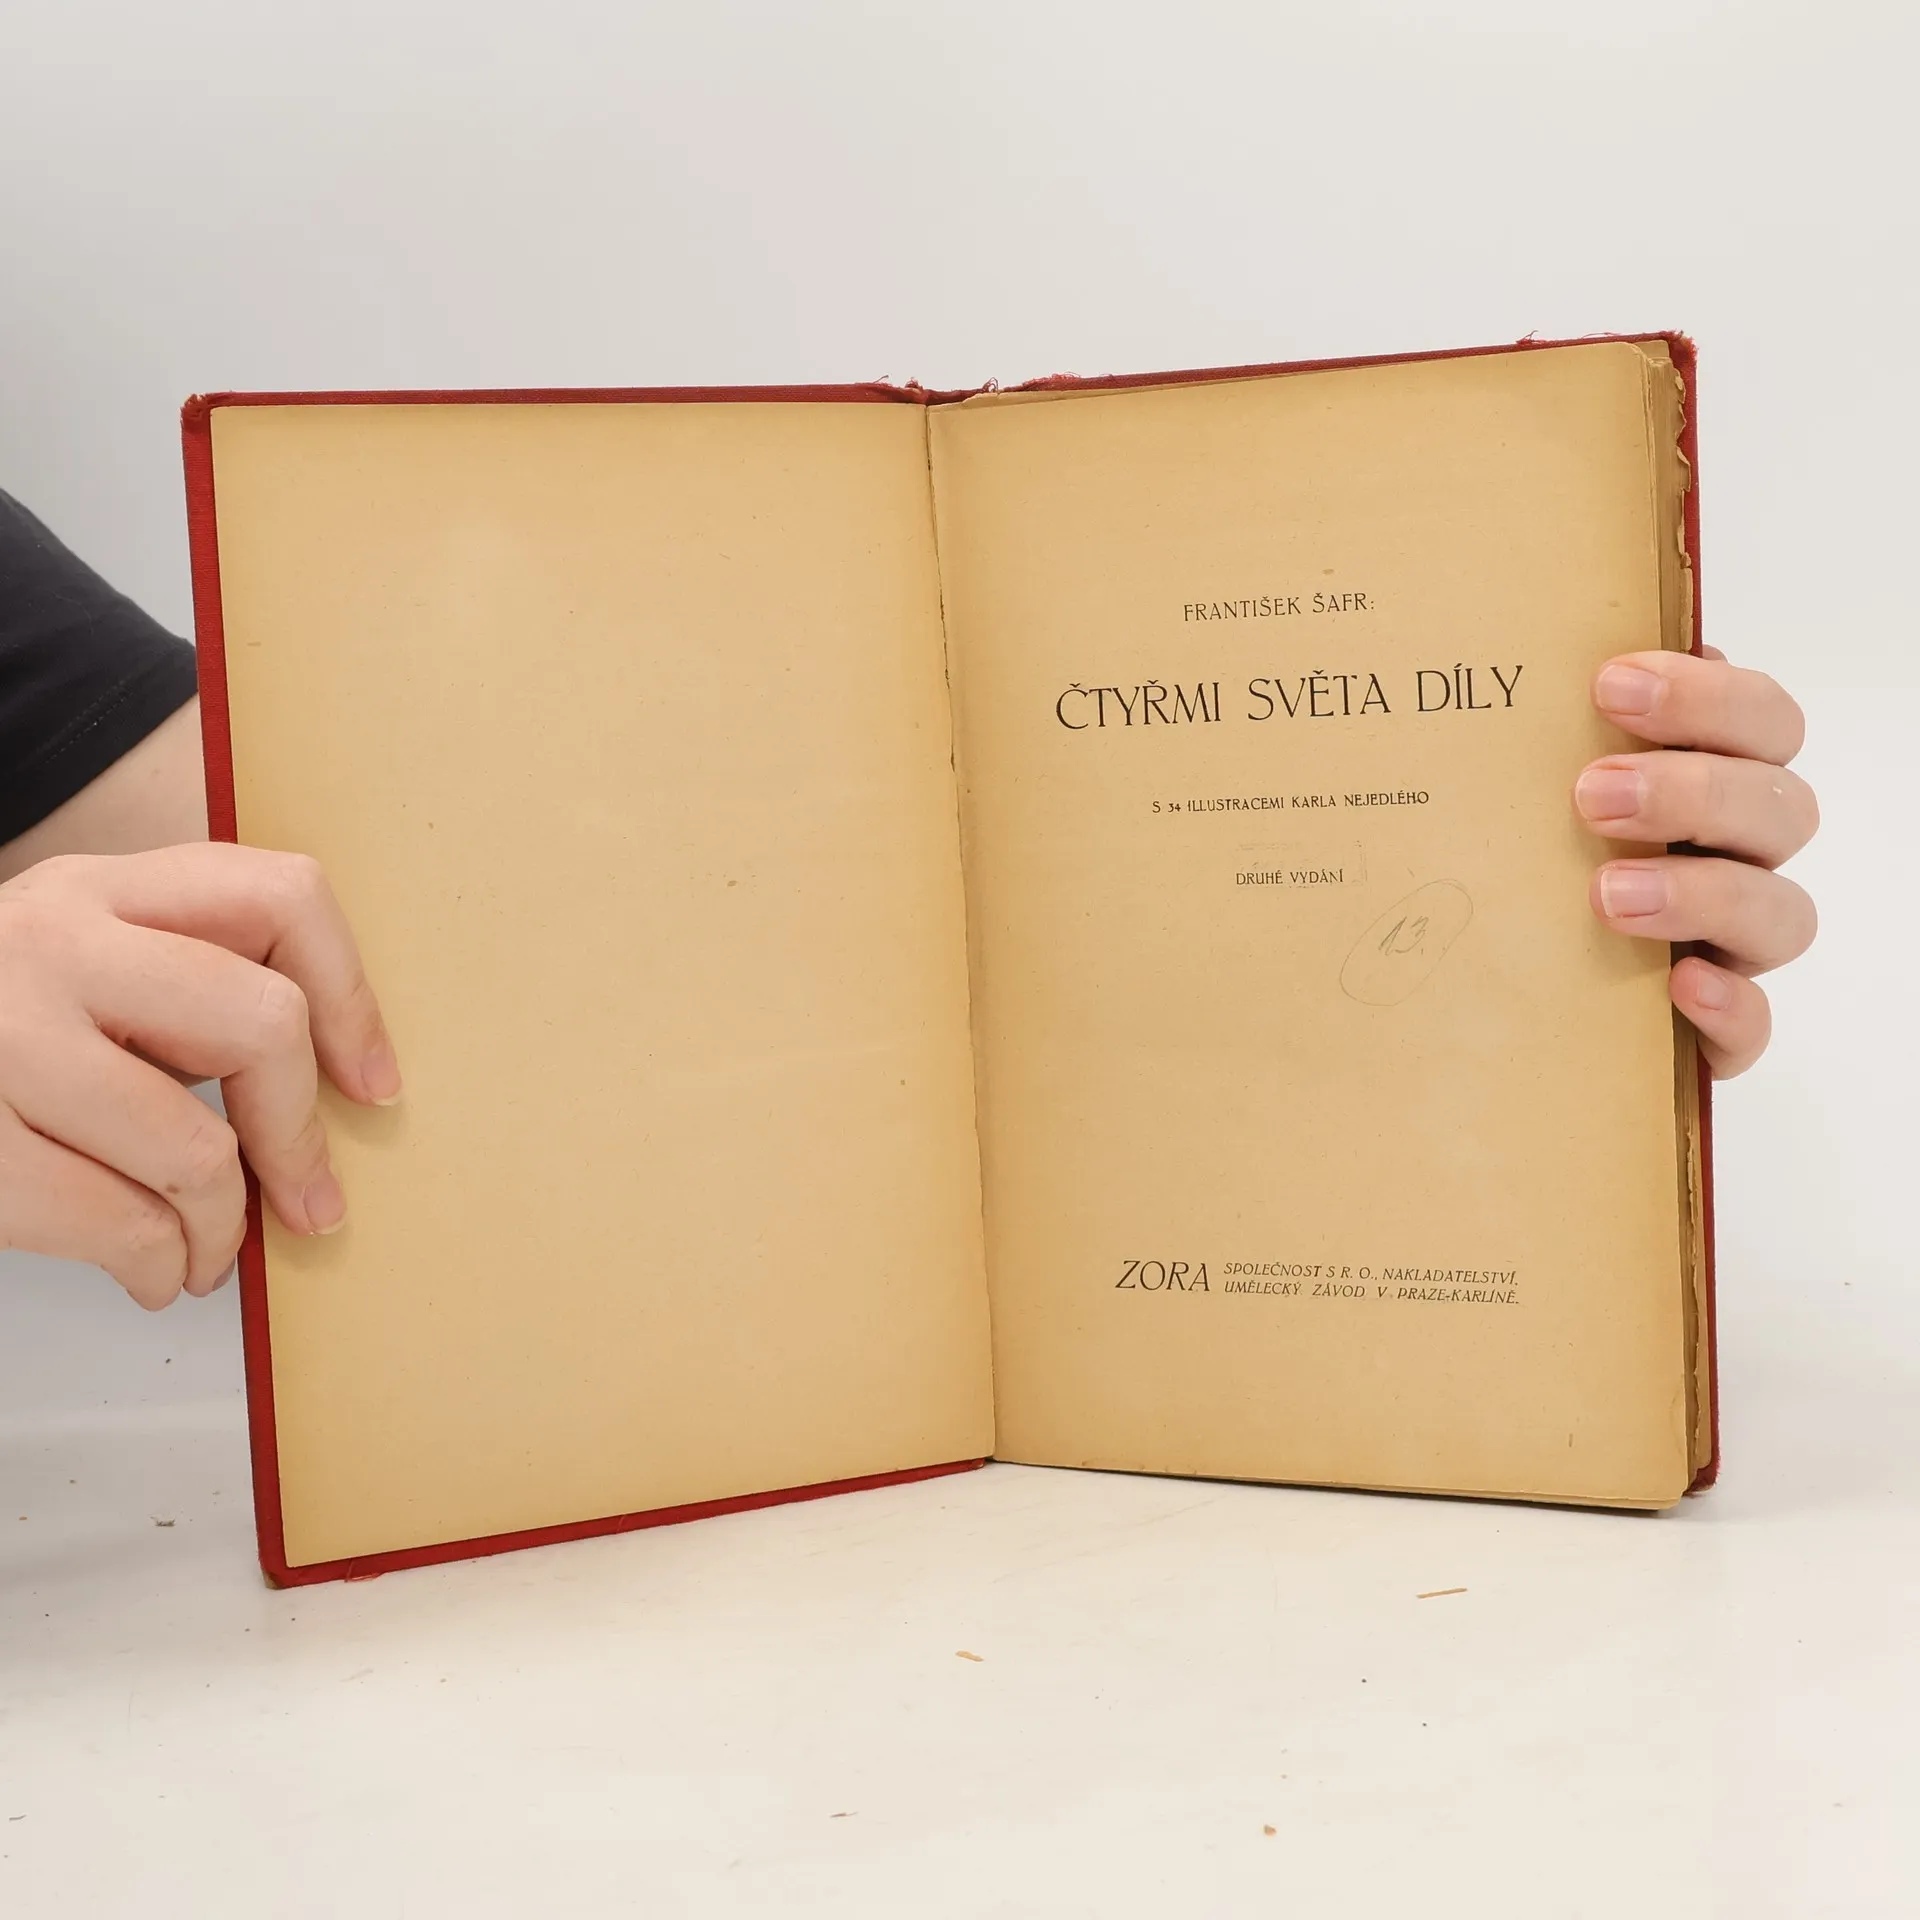 FRANTIŠEK ŠAFR:
ČTYŘMI SVĚTA DÍLY
S 34 ILLUSTRACEMI KARLA NEJEDLÉHO
DRUHÉ VYDÁNÍ
13.
ZORA SPOLEČNOST S R. O., NAKLADATELSTVÍ,
UMĚLECKÝ ZÁVOD V PRAZE-KARLÍNĚ.